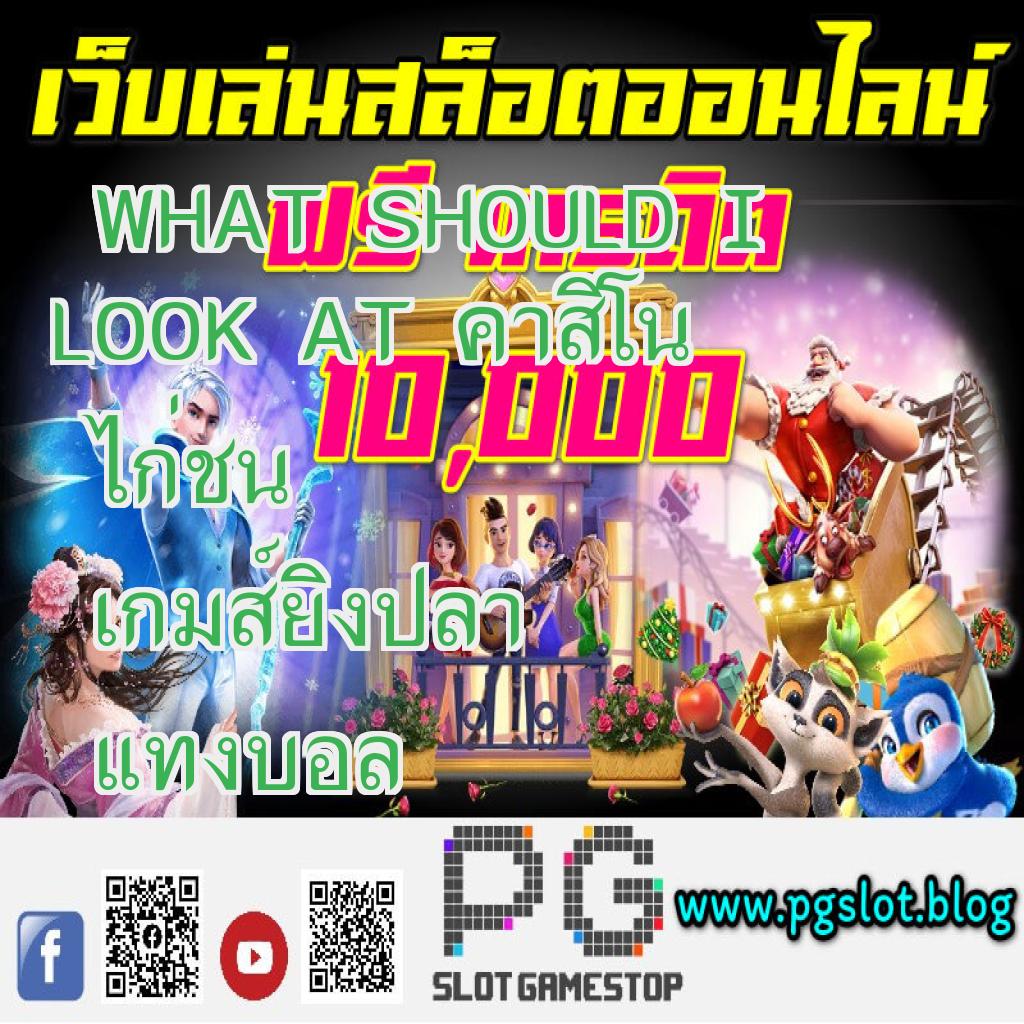 เว็บเล่นสล็อตออนไลน์
ฟรี เครดิต
WHAT SHOULD I
LOOK AT คาสิโน
10,000
ไก่ชน
เกมส์ยิงปลา
แทงบอล
PG
www.pgslot.blog
SLOT GAMESTOP